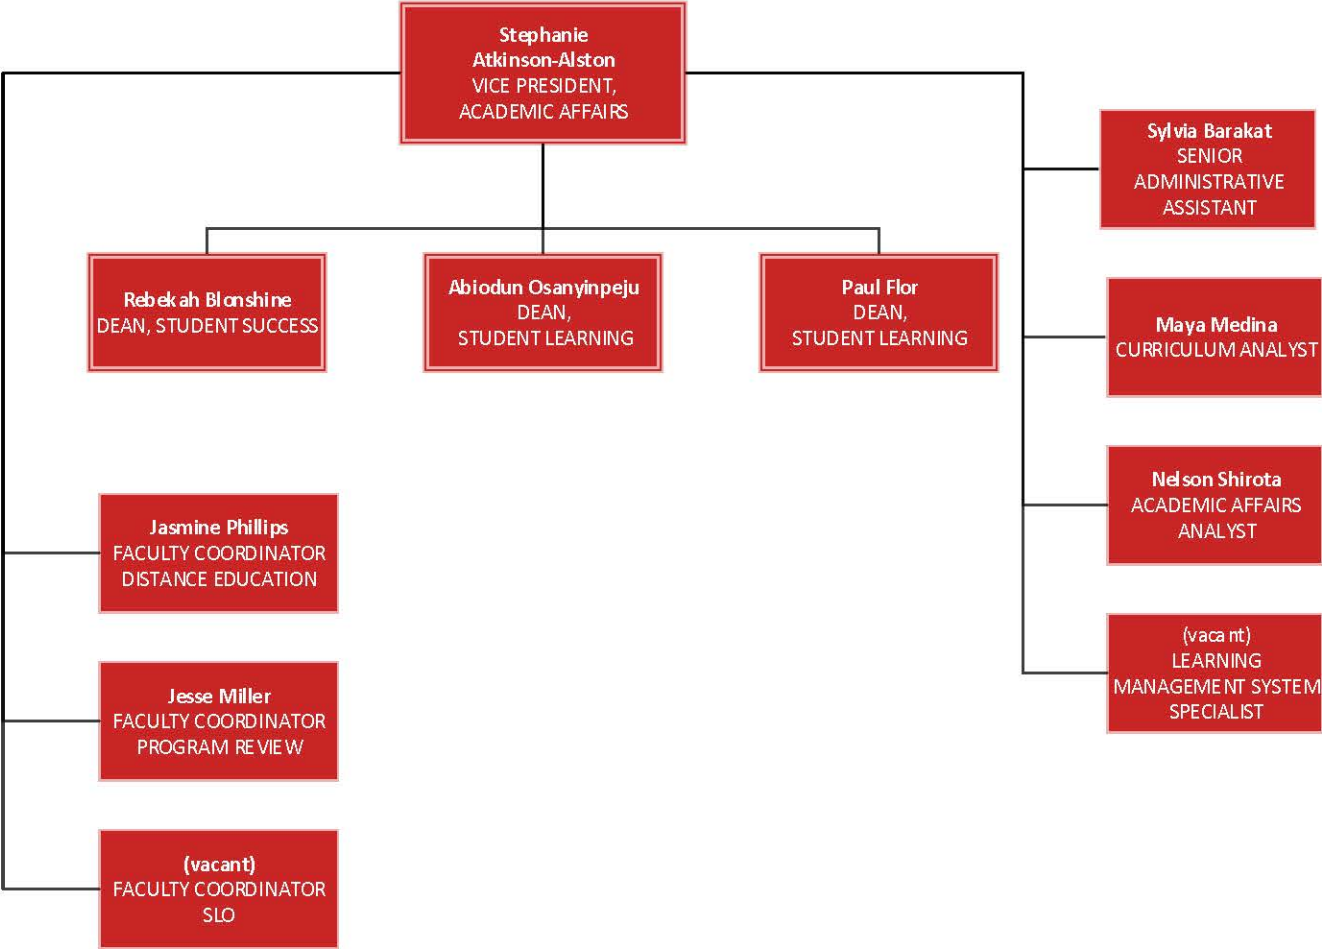 Stephanie
Atkinson-Alston
VICE PRESIDENT,
ACADEMIC AFFAIRS
Sylvia Barakat
SENIOR
ADMINISTRATIVE
ASSISTANT
Rebekah Blonshine
DEAN, STUDENT SUCCESS
Abiodun Osanyinpeju
DEAN,
STUDENT LEARNING
Paul Flor
DEAN,
STUDENT LEARNING
Maya Medina
CURRICULUM ANALYST
Nelson Shirota
ACADEMIC AFFAIRS
ANALYST
Jasmine Phillips
FACULTY COORDINATOR
DISTANCE EDUCATION
(vacant)
LEARNING
MANAGEMENT SYSTEM
SPECIALIST
Jesse Miller
FACULTY COORDINATOR
PROGRAM REVIEW
(vacant)
FACULTY COORDINATOR
SLO